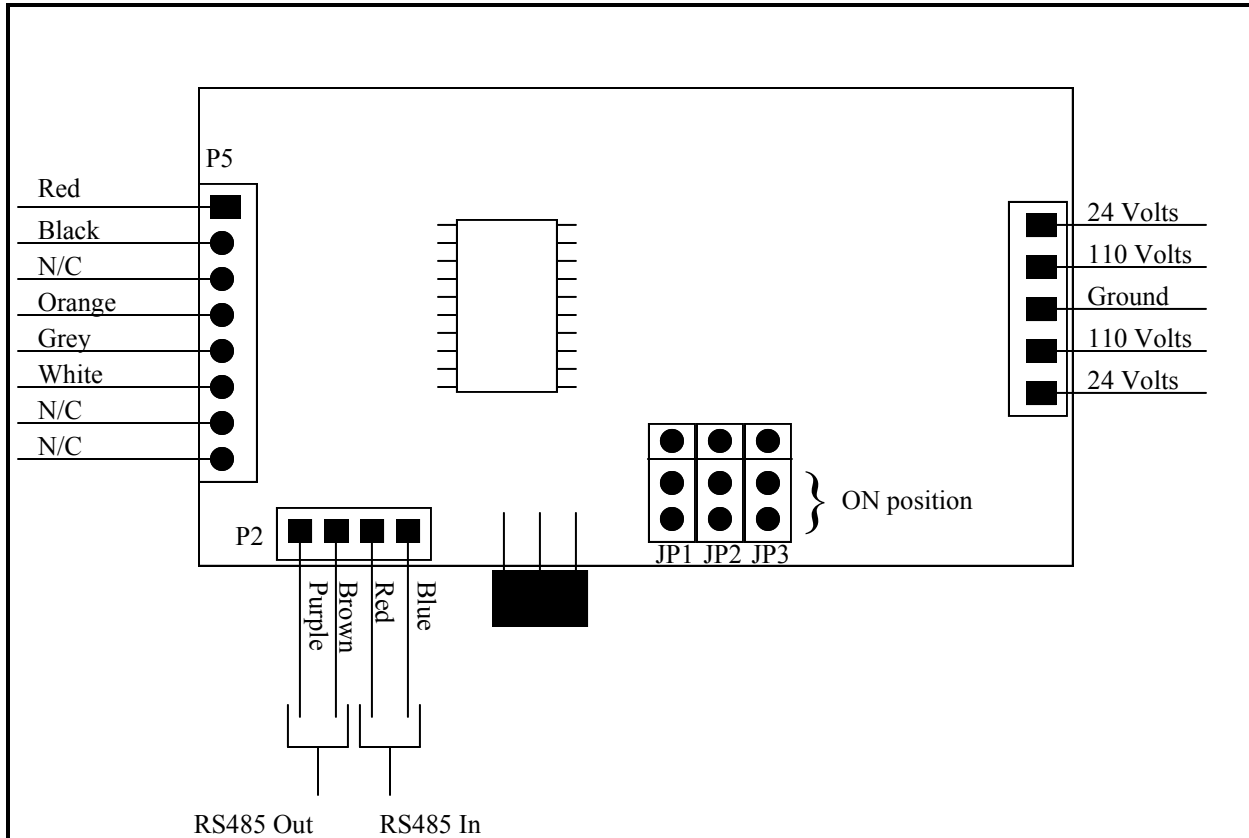 P5
Red
Black
N/C
Orange
Grey
White
N/C
N/C
24 Volts
110 Volts
Ground
110 Volts
24 Volts
ON position
JP1 JP2 JP3
P2
Purple
Brown
Red
Blue
RS485 Out
RS485 In